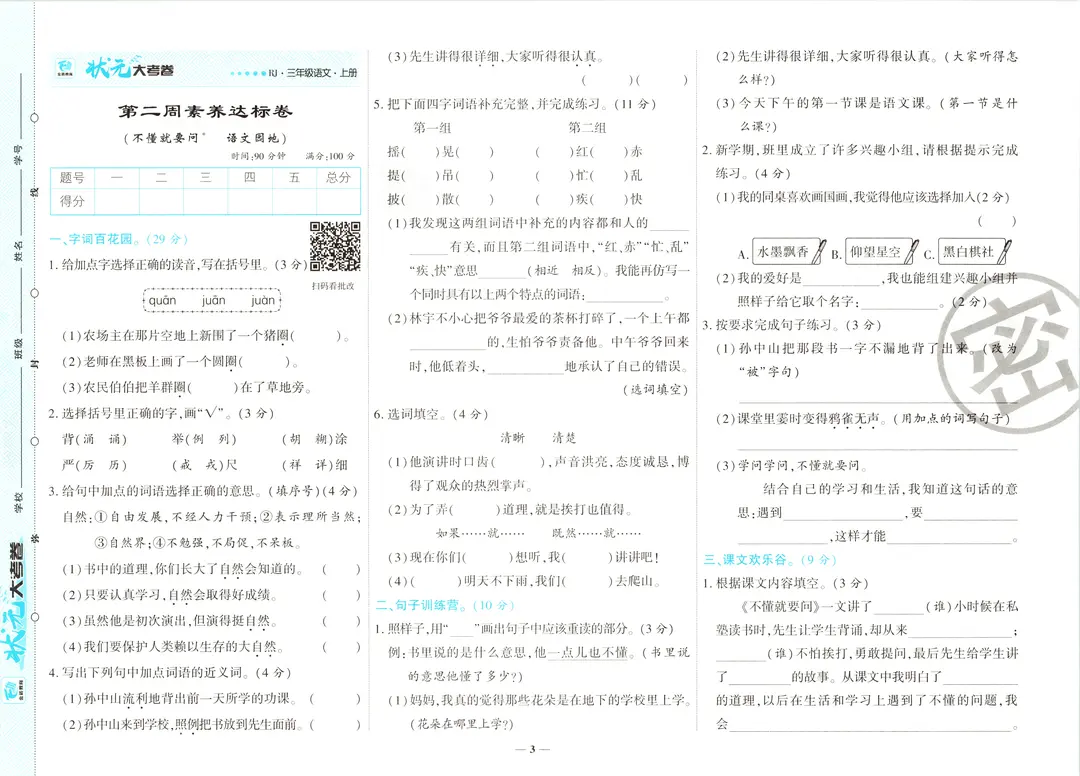 学号
姓名
班级
学校
线
封
弥
状元大考卷
状元大考卷
RJ·三年级语文·上册
第二周素养达标卷
(不懂就要问* 语文园地)
时间:90分钟 满分:100分
题号 一 二 三 四 五 总分
得分
一、字词百花园。(29分)
1.给加点字选择正确的读音,写在括号里。(3分)
扫码看批改
quān juān juàn
(1)农场主在那片空地上新围了一个猪圈( )。
(2)老师在黑板上画了一个圆圈( )。
(3)农民伯伯把羊群圈( )在了草地旁。
2.选择括号里正确的字,画“√”。(3分)
背(涌 诵) 举(例 列) (胡 糊)涂
严(厉 历) (戒 戎)尺 (祥 详)细
3.给句中加点的词语选择正确的意思。(填序号)(4分)
自然:①自由发展,不经人力干预;②表示理所当然;
③自然界;④不勉强,不局促,不呆板。
(1)书中的道理,你们长大了自然会知道的。 ( )
(2)只要认真学习,自然会取得好成绩。 ( )
(3)虽然他是初次演出,但演得挺自然。 ( )
(4)我们要保护人类赖以生存的大自然。 ( )
4.写出下列句中加点词语的近义词。(4分)
(1)孙中山流利地背出前一天所学的功课。 ( )
(2)孙中山来到学校,照例把书放到先生面前。( )
(3)先生讲得很详细,大家听得很认真。
( )( )
5.把下面四字词语补充完整,并完成练习。(11分)
第一组 第二组
摇( )晃( ) ( )红( )赤
提( )吊( ) ( )忙( )乱
披( )散( ) ( )疾( )快
(1)我发现这两组词语中补充的内容都和人的______
______有关,而且第二组词语中,“红、赤”“忙、乱”
“疾、快”意思______(相近 相反)。我能再仿写一
个同时具有以上两个特点的词语:__________。
(2)林宇不小心把爷爷最爱的茶杯打碎了,一个上午都
__________的,生怕爷爷责备他。中午爷爷回来
时,他低着头,__________地承认了自己的错误。
(选词填空)
6.选词填空。(4分)
清晰 清楚
(1)他演讲时口齿( ),声音洪亮,态度诚恳,博
得了观众的热烈掌声。
(2)为了弄( )道理,就是挨打也值得。
如果……就…… 既然……就……
(3)现在你们( )想听,我( )讲讲吧!
(4)( )明天不下雨,我们( )去爬山。
二、句子训练营。(10分)
1.照样子,用“____”画出句子中应该重读的部分。(3分)
例:书里说的是什么意思,他一点儿也不懂。(书里说
的意思他懂了多少?)
(1)妈妈,我真的觉得那些花朵是在地下的学校里上学。
(花朵在哪里上学?)
(2)先生讲得很详细,大家听得很认真。(大家听得怎
么样?)
(3)今天下午的第一节课是语文课。(第一节是什
么课?)
2.新学期,班里成立了许多兴趣小组,请根据提示完成
练习。(4分)
(1)我的同桌喜欢画国画,我觉得他应该选择加入(2分)
( )
A. 水墨飘香 B. 仰望星空 C. 黑白棋社
(2)我的爱好是__________,我也能组建兴趣小组并
照样子给它取个名字:__________。(2分)
3.按要求完成句子练习。(3分)
(1)孙中山把那段书一字不漏地背了出来。(改为
“被”字句)
(2)课堂里霎时变得鸦雀无声。(用加点的词写句子)
(3)学问学问,不懂就要问。
结合自己的学习和生活,我知道这句话的意
思:遇到______________,要____________
____________,这样才能________________。
三、课文欢乐谷。(9分)
1.根据课文内容填空。(3分)
《不懂就要问》一文讲了______(谁)小时候在私
塾读书时,先生让学生背诵,却从来____________;
______(谁)不怕挨打,勇敢提问,最后先生给学生讲
了________的故事。从课文中我明白了__________
的道理,以后在生活和学习上遇到了不懂的问题,我
会____________________________________。
密
— 3 —